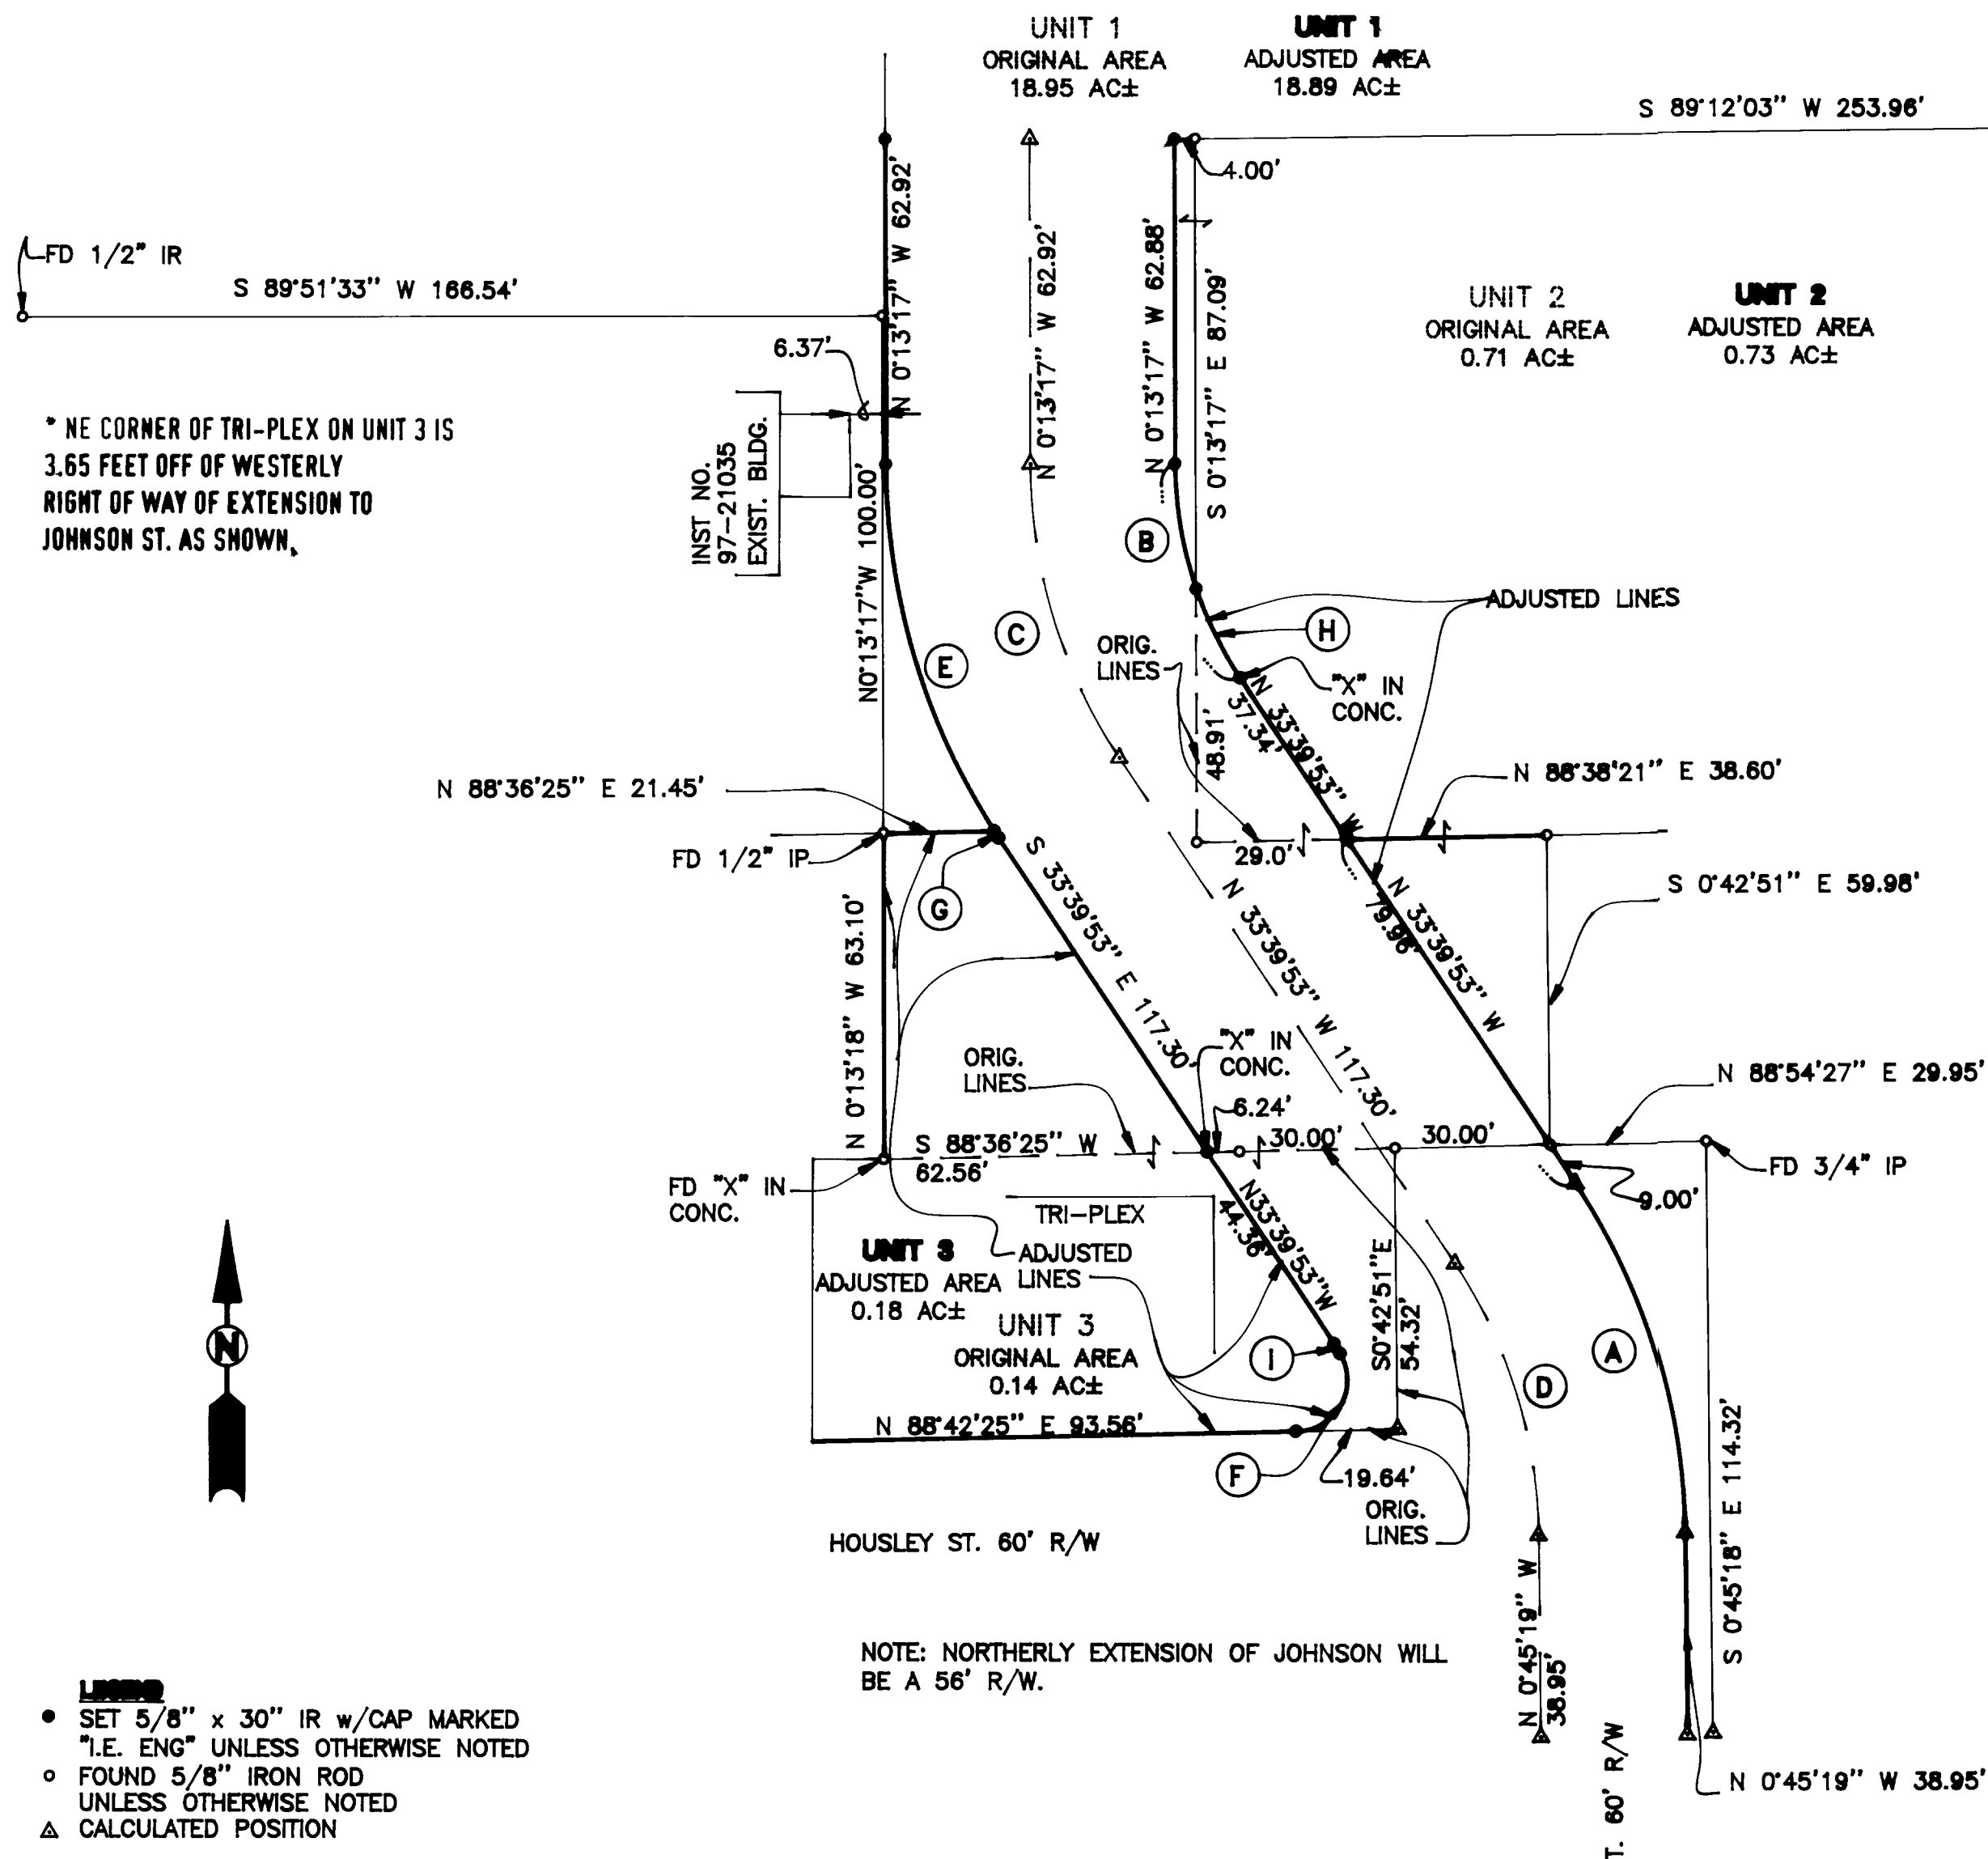 UNIT 1
ORIGINAL AREA
18.95 AC±
UNIT 1
ADJUSTED AREA
18.89 AC±
S 89°12'03" W 253.96'
4.00'
N 0°13'17" W 62.92'
N 0°13'17" W 62.92'
N 0°13'17" W 62.88'
S 0°13'17" E 87.09'
FD 1/2" IR
S 89°51'33" W 166.54'
6.37'
UNIT 2
ORIGINAL AREA
0.71 AC±
UNIT 2
ADJUSTED AREA
0.73 AC±
* NE CORNER OF TRI-PLEX ON UNIT 3 IS
3.65 FEET OFF OF WESTERLY
RIGHT OF WAY OF EXTENSION TO
JOHNSON ST. AS SHOWN.
INST NO.
97-21035
EXIST. BLDG.
N0°13'17"W 100.00'
B
ADJUSTED LINES
H
C
E
ORIG.
LINES
"X" IN
CONC.
N 33°39'53" W
37.34'
48.91'
N 88°36'25" E 21.45'
N 88°38'21" E 38.60'
FD 1/2" IP
29.0'
G
S 33°39'53" E 117.30'
N 33°39'53" W 117.30'
N 33°39'53" W
79.96'
S 0°42'51" E 59.98'
N 0°13'18" W 63.10'
ORIG.
LINES
"X" IN
CONC.
6.24'
30.00'
30.00'
N 88°54'27" E 29.95'
S 88°36'25" W
62.56'
FD "X" IN
CONC.
FD 3/4" IP
9.00'
TRI-PLEX
N33°39'53"W
44.36'
UNIT 3
ADJUSTED AREA
0.18 AC±
ADJUSTED
LINES
UNIT 3
ORIGINAL AREA
0.14 AC±
I
S0°42'51"E
54.32'
A
D
N 88°42'25" E 93.56'
F
19.64'
ORIG.
LINES
S 0°45'18" E 114.32'
HOUSLEY ST. 60' R/W
NOTE: NORTHERLY EXTENSION OF JOHNSON WILL
BE A 56' R/W.
N 0°45'19" W
38.95'
T. 60' R/W
N 0°45'19" W 38.95'
N
LEGEND
SET 5/8" x 30" IR w/CAP MARKED
"I.E. ENG" UNLESS OTHERWISE NOTED
FOUND 5/8" IRON ROD
UNLESS OTHERWISE NOTED
CALCULATED POSITION